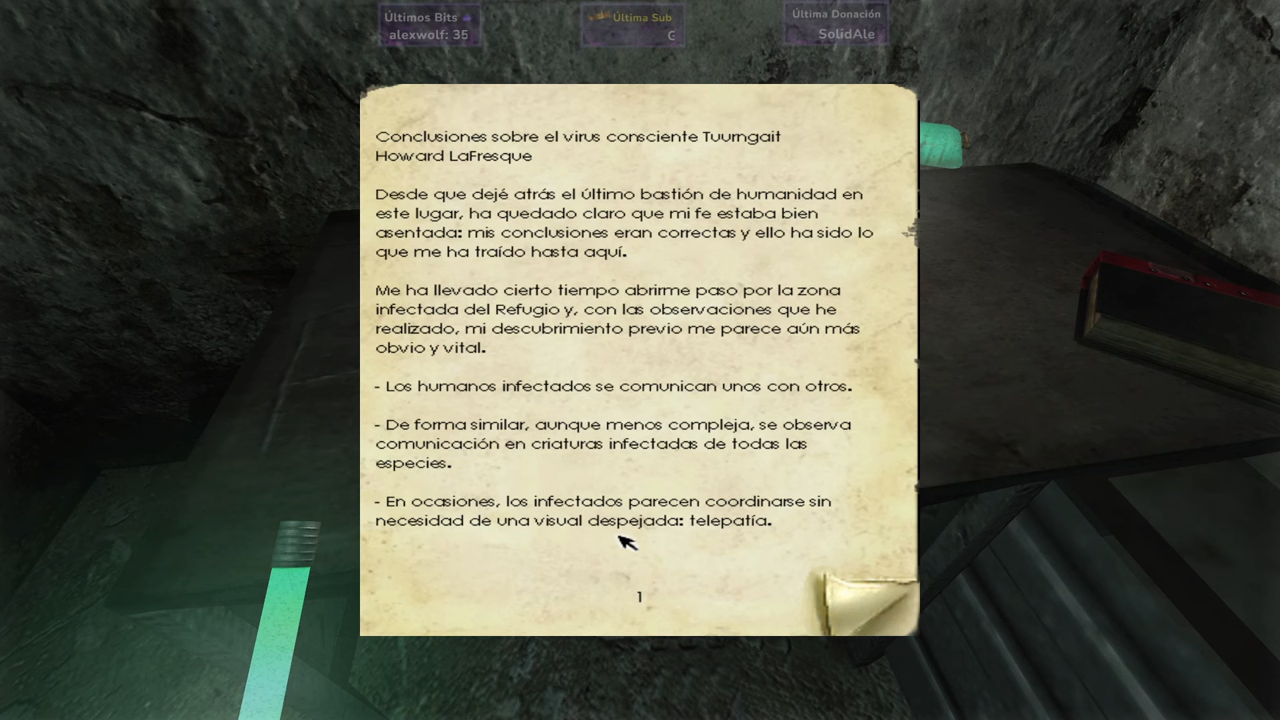 Últimos Bits
alexwolf: 35
Última Sub
G
Última Donación
SolidAle
Conclusiones sobre el virus consciente Tuurngait
Howard LaFresque
Desde que dejé atrás el último bastión de humanidad en
este lugar, ha quedado claro que mi fe estaba bien
asentada: mis conclusiones eran correctas y ello ha sido lo
que me ha traído hasta aquí.
Me ha llevado cierto tiempo abrirme paso por la zona
infectada del Refugio y, con las observaciones que he
realizado, mi descubrimiento previo me parece aún más
obvio y vital.
- Los humanos infectados se comunican unos con otros.
- De forma similar, aunque menos compleja, se observa
comunicación en criaturas infectadas de todas las
especies.
- En ocasiones, los infectados parecen coordinarse sin
necesidad de una visual despejada: telepatía.
1